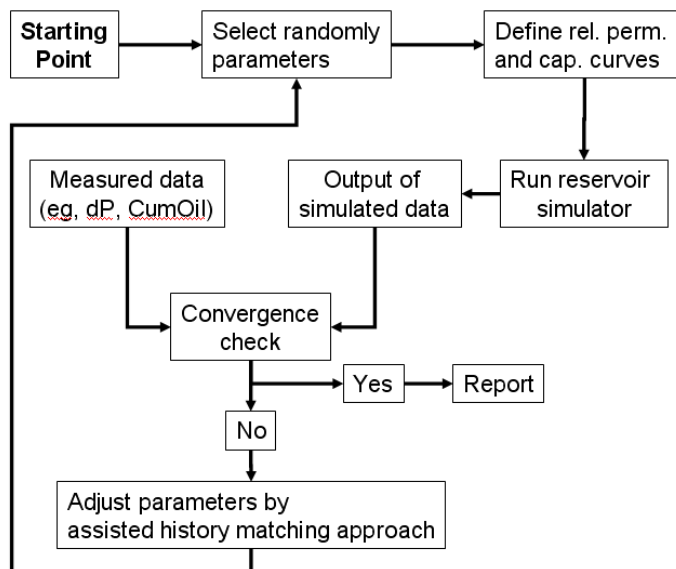 Starting
Point
Select randomly
parameters
Define rel. perm.
and cap. curves
Measured data
(eg, dP, CumOil)
Output of
simulated data
Run reservoir
simulator
Convergence
check
Yes
Report
No
Adjust parameters by
assisted history matching approach